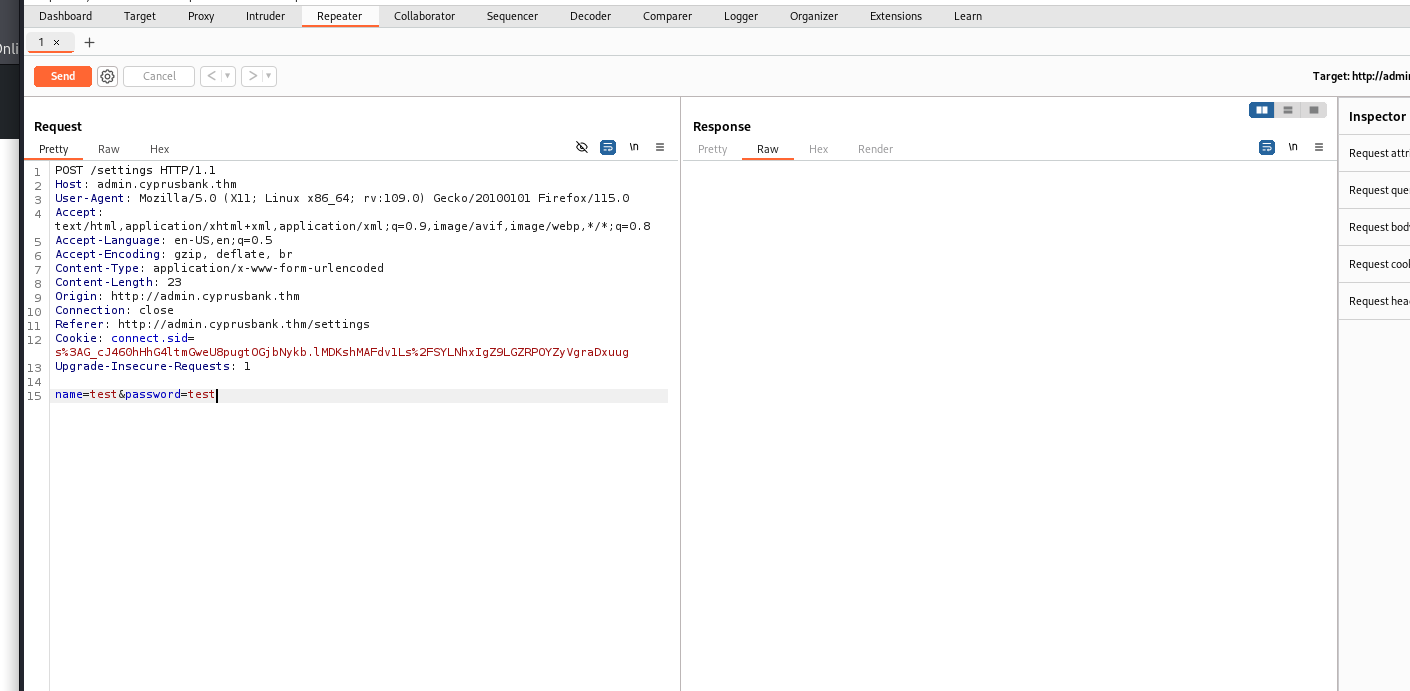 Dashboard Target Proxy Intruder Repeater Collaborator Sequencer Decoder Comparer Logger Organizer Extensions Learn
1 × +
Send Cancel < >
Target: http://admin
Request
Pretty Raw Hex \n
1 POST /settings HTTP/1.1
2 Host: admin.cyprusbank.thm
3 User-Agent: Mozilla/5.0 (X11; Linux x86_64; rv:109.0) Gecko/20100101 Firefox/115.0
4 Accept:
text/html,application/xhtml+xml,application/xml;q=0.9,image/avif,image/webp,*/*;q=0.8
5 Accept-Language: en-US,en;q=0.5
6 Accept-Encoding: gzip, deflate, br
7 Content-Type: application/x-www-form-urlencoded
8 Content-Length: 23
9 Origin: http://admin.cyprusbank.thm
10 Connection: close
11 Referer: http://admin.cyprusbank.thm/settings
12 Cookie: connect.sid=
s%3AG_cJ460hHhG4ltmGweU8pugtOGjbNykb.lMDKshMAFdv1Ls%2FSYLNhxIgZ9LGZRPOYZyVgraDxuug
13 Upgrade-Insecure-Requests: 1
14
15 name=test&password=test
Response
Pretty Raw Hex Render \n
Inspector
Request attri
Request que
Request body
Request cook
Request hea